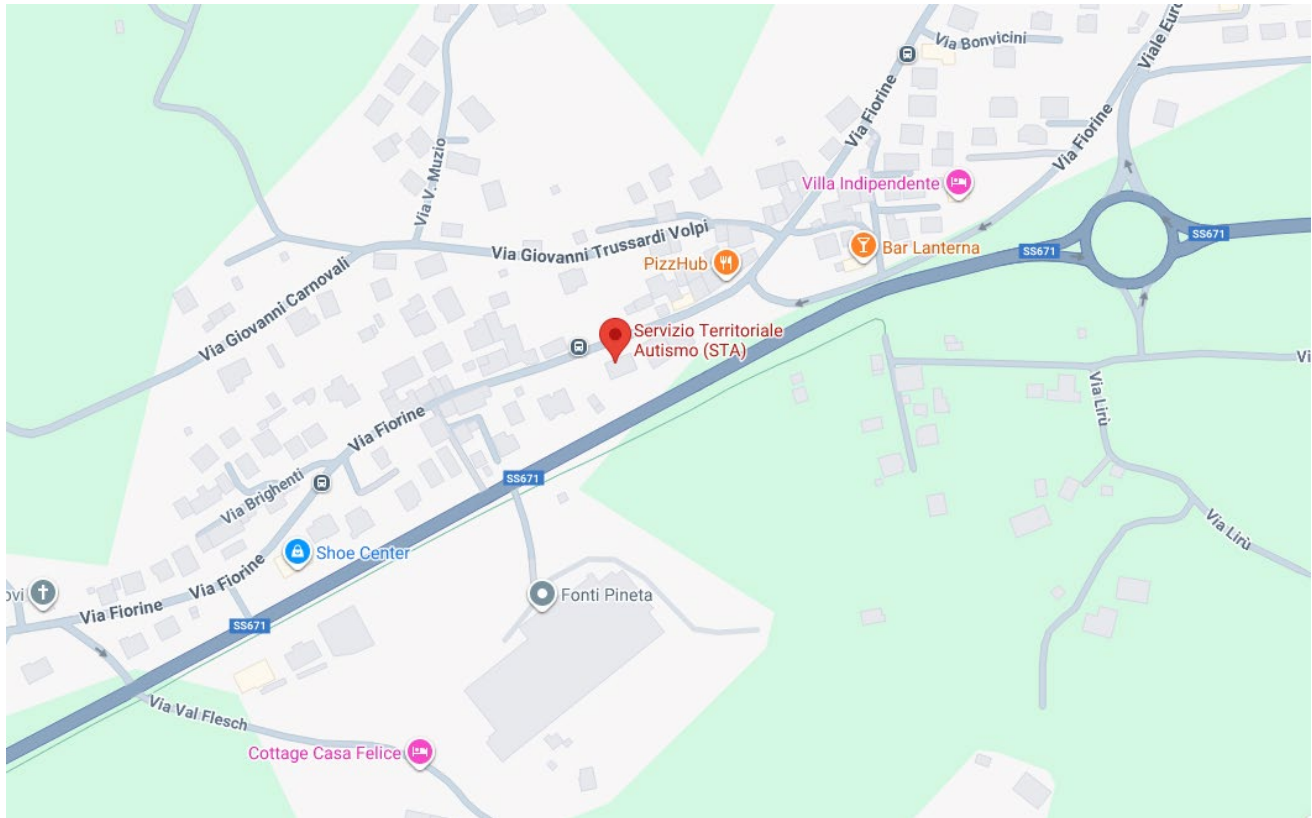 Via Bonvicini
Viale Euro
Via Fiorine
Via Fiorine
Via V. Muzio
Villa Indipendente
Via Giovanni Trussardi Volpi
Bar Lanterna
SS671
SS671
PizzHub
Via Giovanni Carnovali
Servizio Territoriale
Autismo (STA)
Vi
Via Lirù
Via Fiorine
SS671
Via Brighenti
Via Lirù
Shoe Center
Via Fiorine
ovi
Via Fiorine
Fonti Pineta
SS671
Via Val Flesch
Cottage Casa Felice